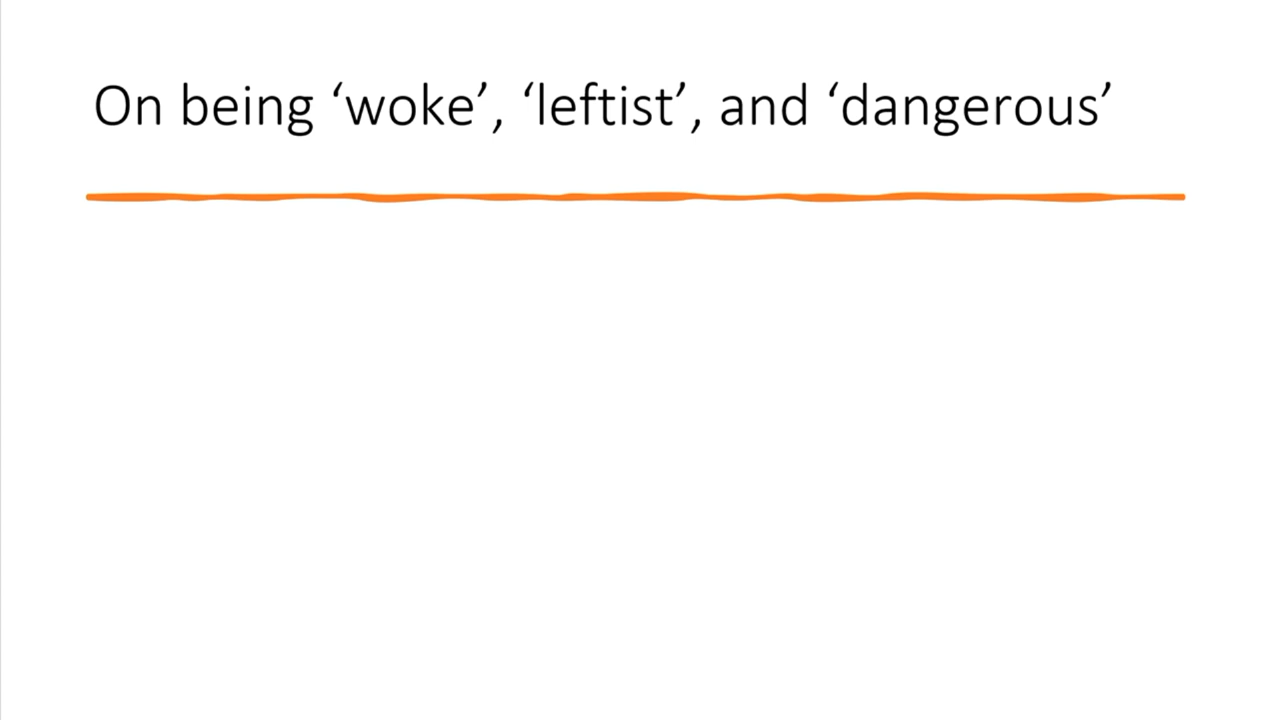 On being ‘woke’, ‘leftist’, and ‘dangerous’